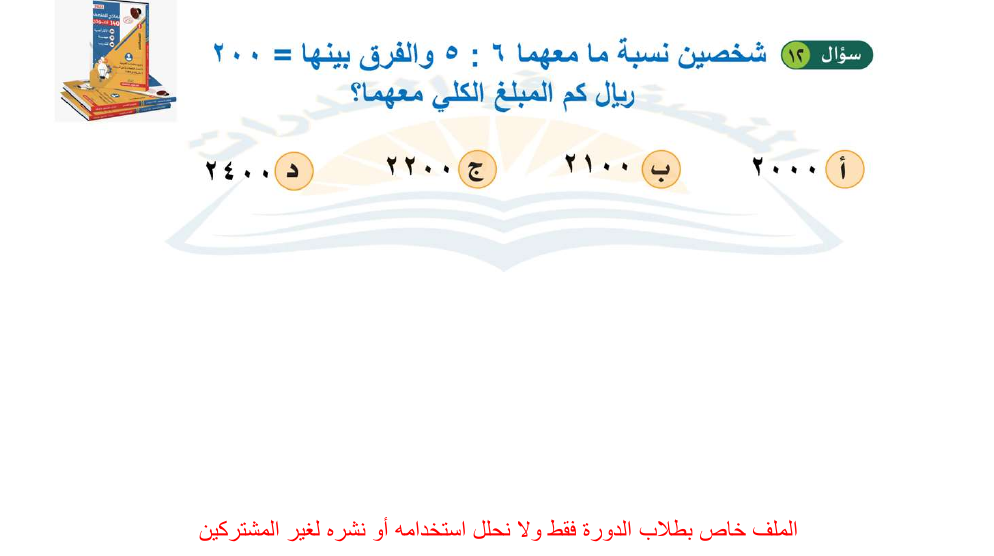 سؤال ١٢ شخصين نسبة ما معهما ٦ : ٥ والفرق بينها = ٢٠٠
ريال كم المبلغ الكلي معهما؟
أ ٢٠٠٠ ب ٢١٠٠ ج ٢٢٠٠ د ٢٤٠٠
الملف خاص بطلاب الدورة فقط ولا نحلل استخدامه أو نشره لغير المشتركين